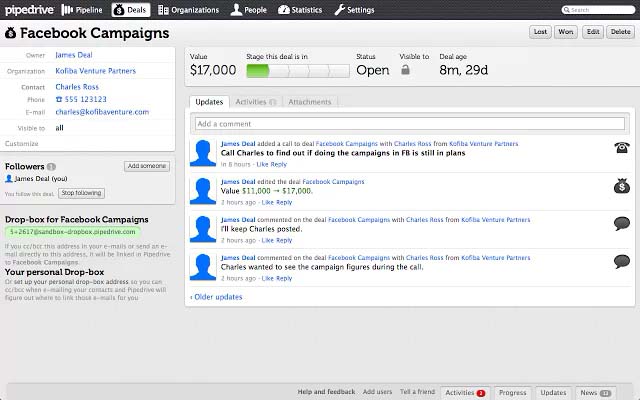 pipedrive Pipeline Deals Organizations People Statistics Settings Search
Facebook Campaigns Lost Won Edit Delete
Owner James Deal
Organization Kofiba Venture Partners
Contact Charles Ross
Phone 555 123123
E-mail charles@kofibaventure.com
Visible to all
Customize
Followers 1 Add someone
James Deal (you)
You follow this deal. Stop following
Drop-box for Facebook Campaigns
5+2617@sandbox-dropbox.pipedrive.com
If you cc/bcc this address in your e-mails or send an
e-mail directly to this address, it will be linked in Pipedrive
to Facebook Campaigns.
Your personal Drop-box
Or set up your personal drop-box address so you can
cc/bcc when e-mailing your contacts and Pipedrive will
figure out where to link those e-mails for you
Value Stage this deal is in Status Visible to Deal age
$17,000 Open 8m, 29d
Updates Activities Attachments
Add a comment
James Deal added a call to deal Facebook Campaigns with Charles Ross from Kofiba Venture Partners
Call Charles to find out if doing the campaigns in FB is still in plans
in 8 hours - Like Reply
James Deal edited the deal Facebook Campaigns
Value $11,000 → $17,000.
2 hours ago - Like Reply
James Deal commented on the deal Facebook Campaigns with Charles Ross from Kofiba Venture Partners
I'll keep Charles posted.
2 hours ago - Like Reply
James Deal commented on the deal Facebook Campaigns with Charles Ross from Kofiba Venture Partners
Charles wanted to see the campaign figures during the call.
2 hours ago - Like Reply
‹ Older updates
Help and feedback Add users Tell a friend Activities Progress Updates News